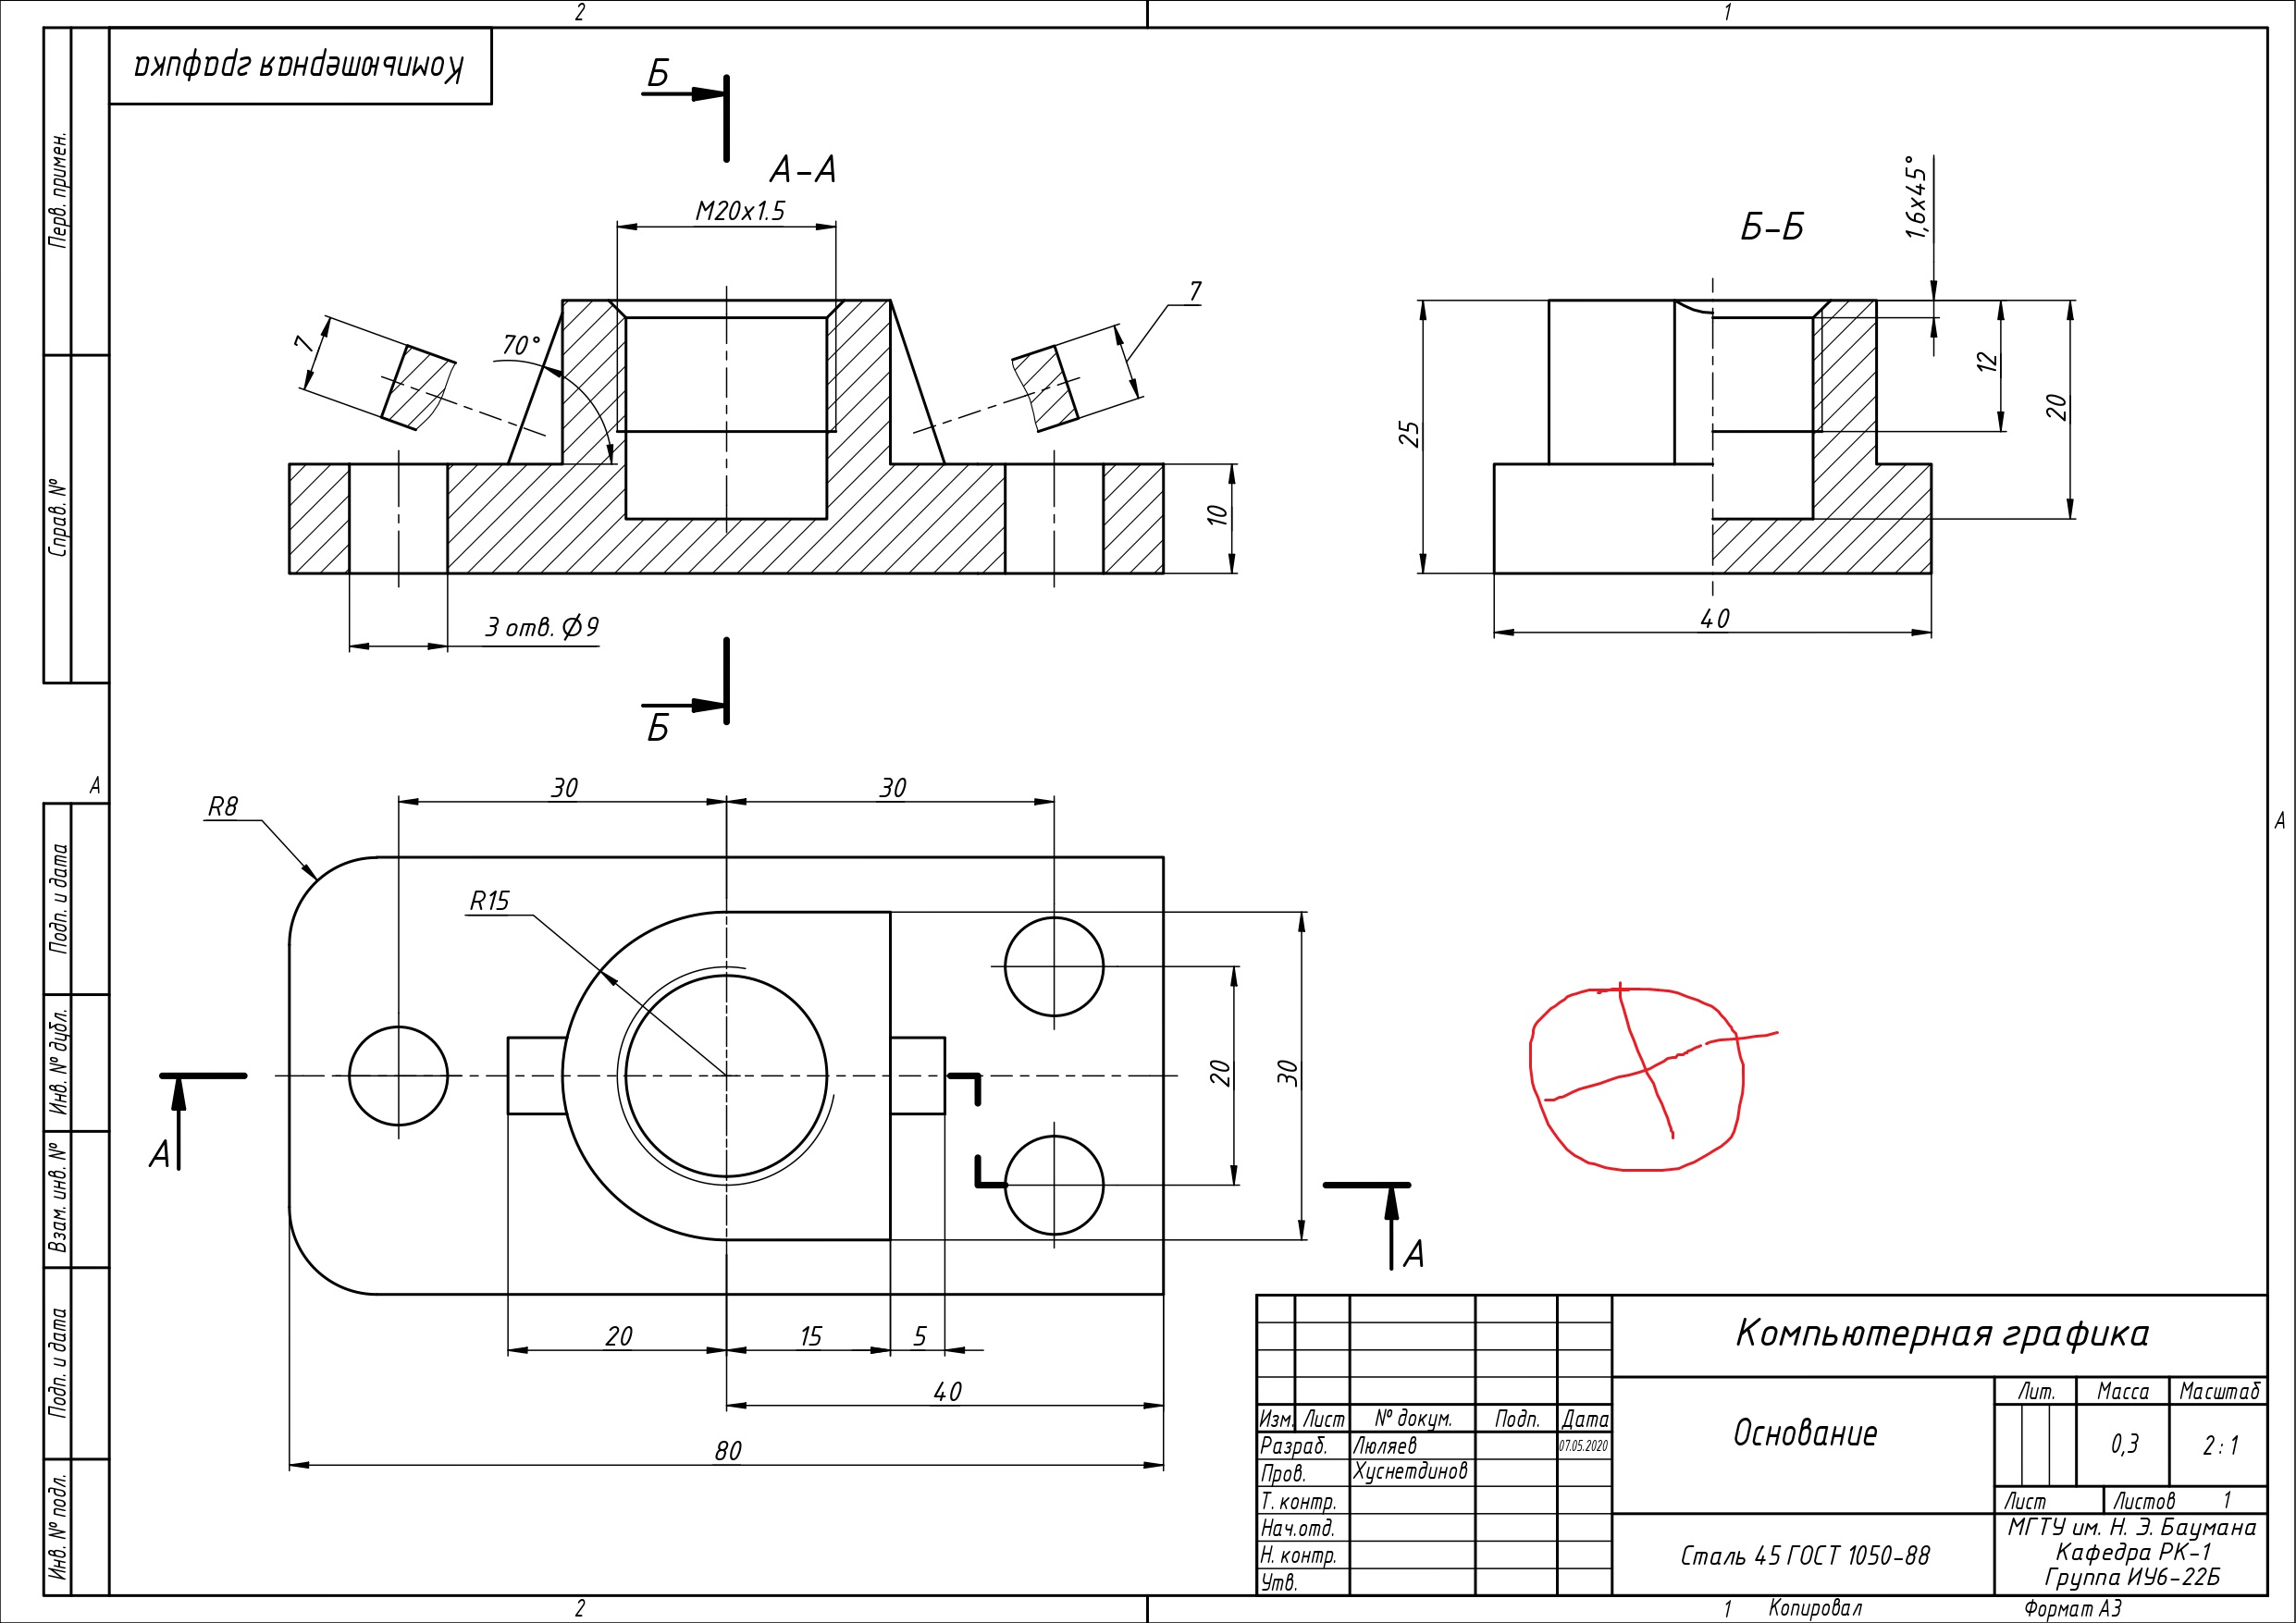 2
1
Компьютерная графика
Перв. примен.
Справ. №
Подп. и дата
Инв. № дубл.
Взам. инв. №
Подп. и дата
Инв. № подл.
А
А
Б
А-А
М20х1.5
7
70°
7
10
3 отв. Ø9
Б
Б-Б
1,6х45°
12
20
25
40
30
30
R8
R15
20
30
А
А
20
15
5
40
80
Компьютерная графика
Изм.
Лист
№ докум.
Подп.
Дата
Разраб.
Люляев
07.05.2020
Пров.
Хуснетдинов
Т. контр.
Нач.отд.
Н. контр.
Утв.
Основание
Лит.
Масса
Масштаб
0,3
2:1
Лист
Листов 1
Сталь 45 ГОСТ 1050-88
МГТУ им. Н. Э. Баумана
Кафедра РК-1
Группа ИУ6-22Б
2
1
Копировал
Формат А3